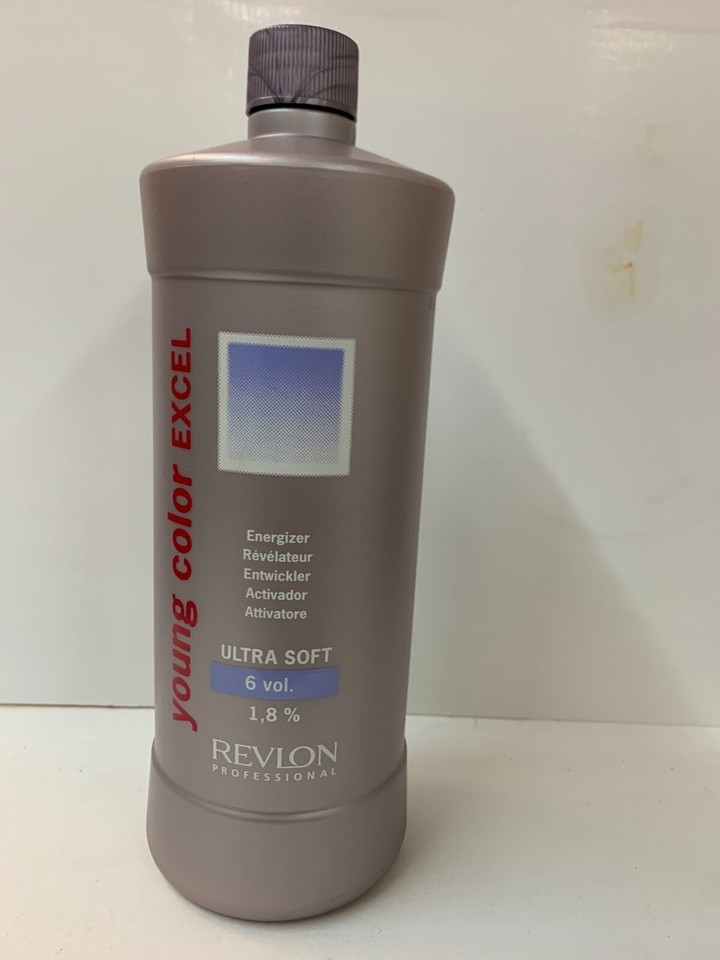 young color EXCEL
Energizer
Révélateur
Entwickler
Activador
Attivatore
ULTRA SOFT
6 vol.
1,8 %
REVLON
PROFESSIONAL